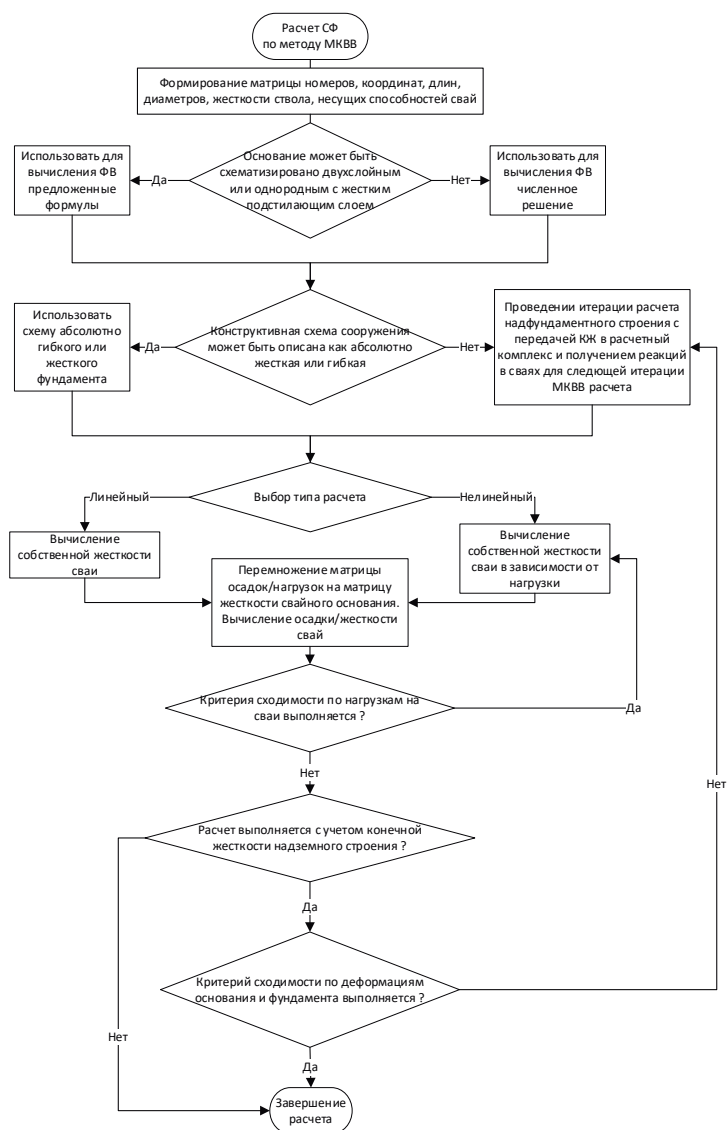 Расчет СФ
по методу МКВВ
Формирование матрицы номеров, координат, длин,
диаметров, жесткости ствола, несущих способностей свай
Основание может быть
схематизировано двухслойным
или однородным с жестким
подстилающим слоем
Да
Нет
Использовать для
вычисления ФВ
предложенные
формулы
Использовать для
вычисления ФВ
численное
решение
Конструктивная схема сооружения
может быть описана как абсолютно
жесткая или гибкая
Да
Нет
Использовать
схему абсолютно
гибкого или
жесткого
фундамента
Проведении итерации расчета
надфундаментного строения с
передачей КЖ в расчетный
комплекс и получением реакций
в сваях для следющей итерации
МКВВ расчета
Выбор типа расчета
Линейный
Нелинейный
Вычисление
собственной жесткости
сваи
Вычисление
собственной жесткости
сваи в зависимости от
нагрузки
Перемножение матрицы
осадок/нагрузок на матрицу
жесткости свайного основания.
Вычисление осадки/жесткости
свай
Критерия сходимости по нагрузкам на
сваи выполняется ?
Да
Нет
Расчет выполняется с учетом конечной
жесткости надземного строения ?
Да
Нет
Критерий сходимости по деформациям
основания и фундамента выполняется ?
Нет
Да
Завершение
расчета